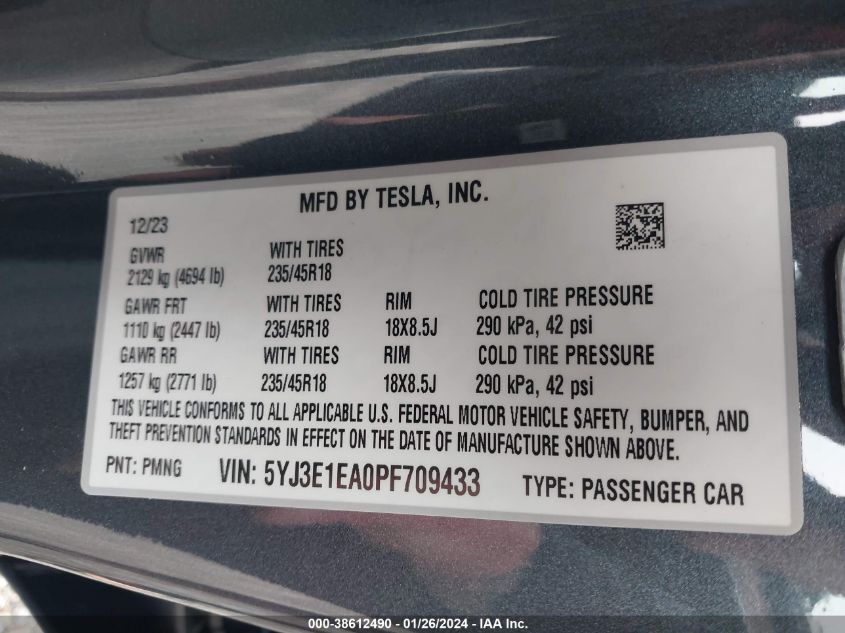 MFD BY TESLA, INC.
12/23
GVWR WITH TIRES
2129 kg (4694 lb) 235/45R18
GAWR FRT WITH TIRES RIM COLD TIRE PRESSURE
1110 kg (2447 lb) 235/45R18 18X8.5J 290 kPa, 42 psi
GAWR RR WITH TIRES RIM COLD TIRE PRESSURE
1257 kg (2771 lb) 235/45R18 18X8.5J 290 kPa, 42 psi
THIS VEHICLE CONFORMS TO ALL APPLICABLE U.S. FEDERAL MOTOR VEHICLE SAFETY, BUMPER, AND
THEFT PREVENTION STANDARDS IN EFFECT ON THE DATE OF MANUFACTURE SHOWN ABOVE.
PNT: PMNG VIN: 5YJ3E1EA0PF709433 TYPE: PASSENGER CAR
000-38612490 - 01/26/2024 - IAA Inc.